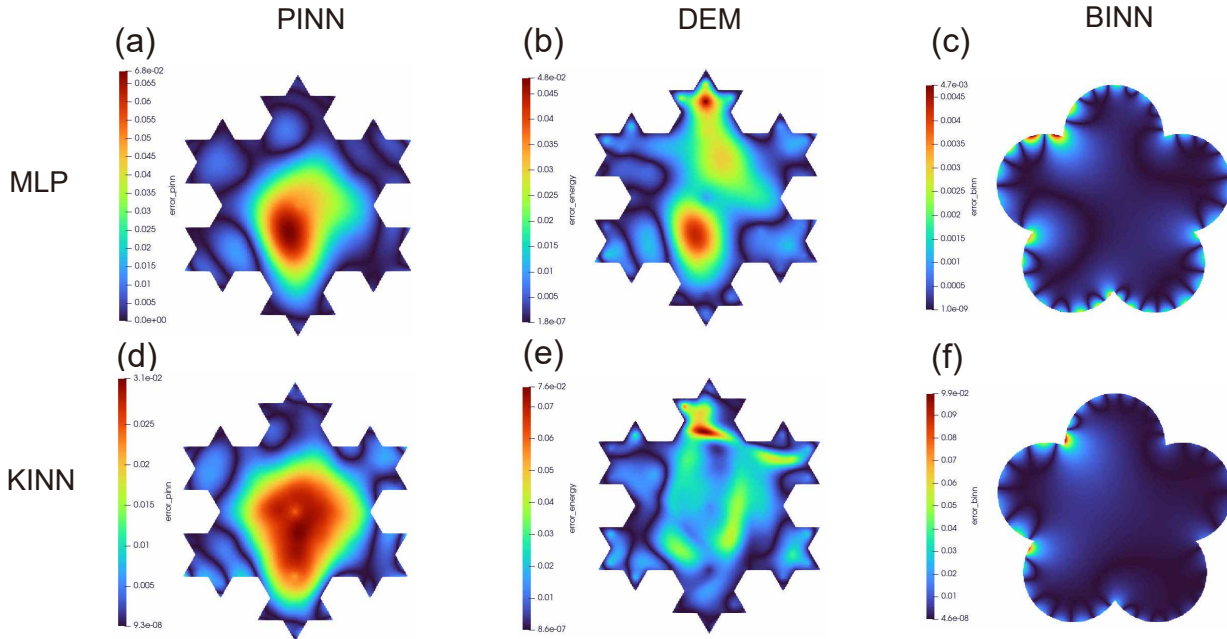 PINN
DEM
BINN
MLP
KINN
(a)
6.8e-02
0.065
0.06
0.055
0.05
0.045
0.04
0.035
0.03
0.025
0.02
0.015
0.01
0.005
0.0e+00
error_pinn
(b)
4.8e-02
0.04
0.035
0.03
0.025
0.02
0.015
0.01
0.005
1.8e-07
error_energy
(c)
4.7e-03
0.0045
0.004
0.0035
0.003
0.0025
0.002
0.0015
0.001
0.0005
1.0e-09
error_binn
(d)
3.1e-02
0.02
0.015
0.01
0.005
9.3e-08
error_pinn
(e)
7.6e-02
0.07
0.06
0.05
0.04
0.03
0.02
0.01
8.6e-07
error_energy
(f)
9.9e-02
0.09
0.08
0.07
0.06
0.05
0.04
0.03
0.02
0.01
4.6e-08
error_binn